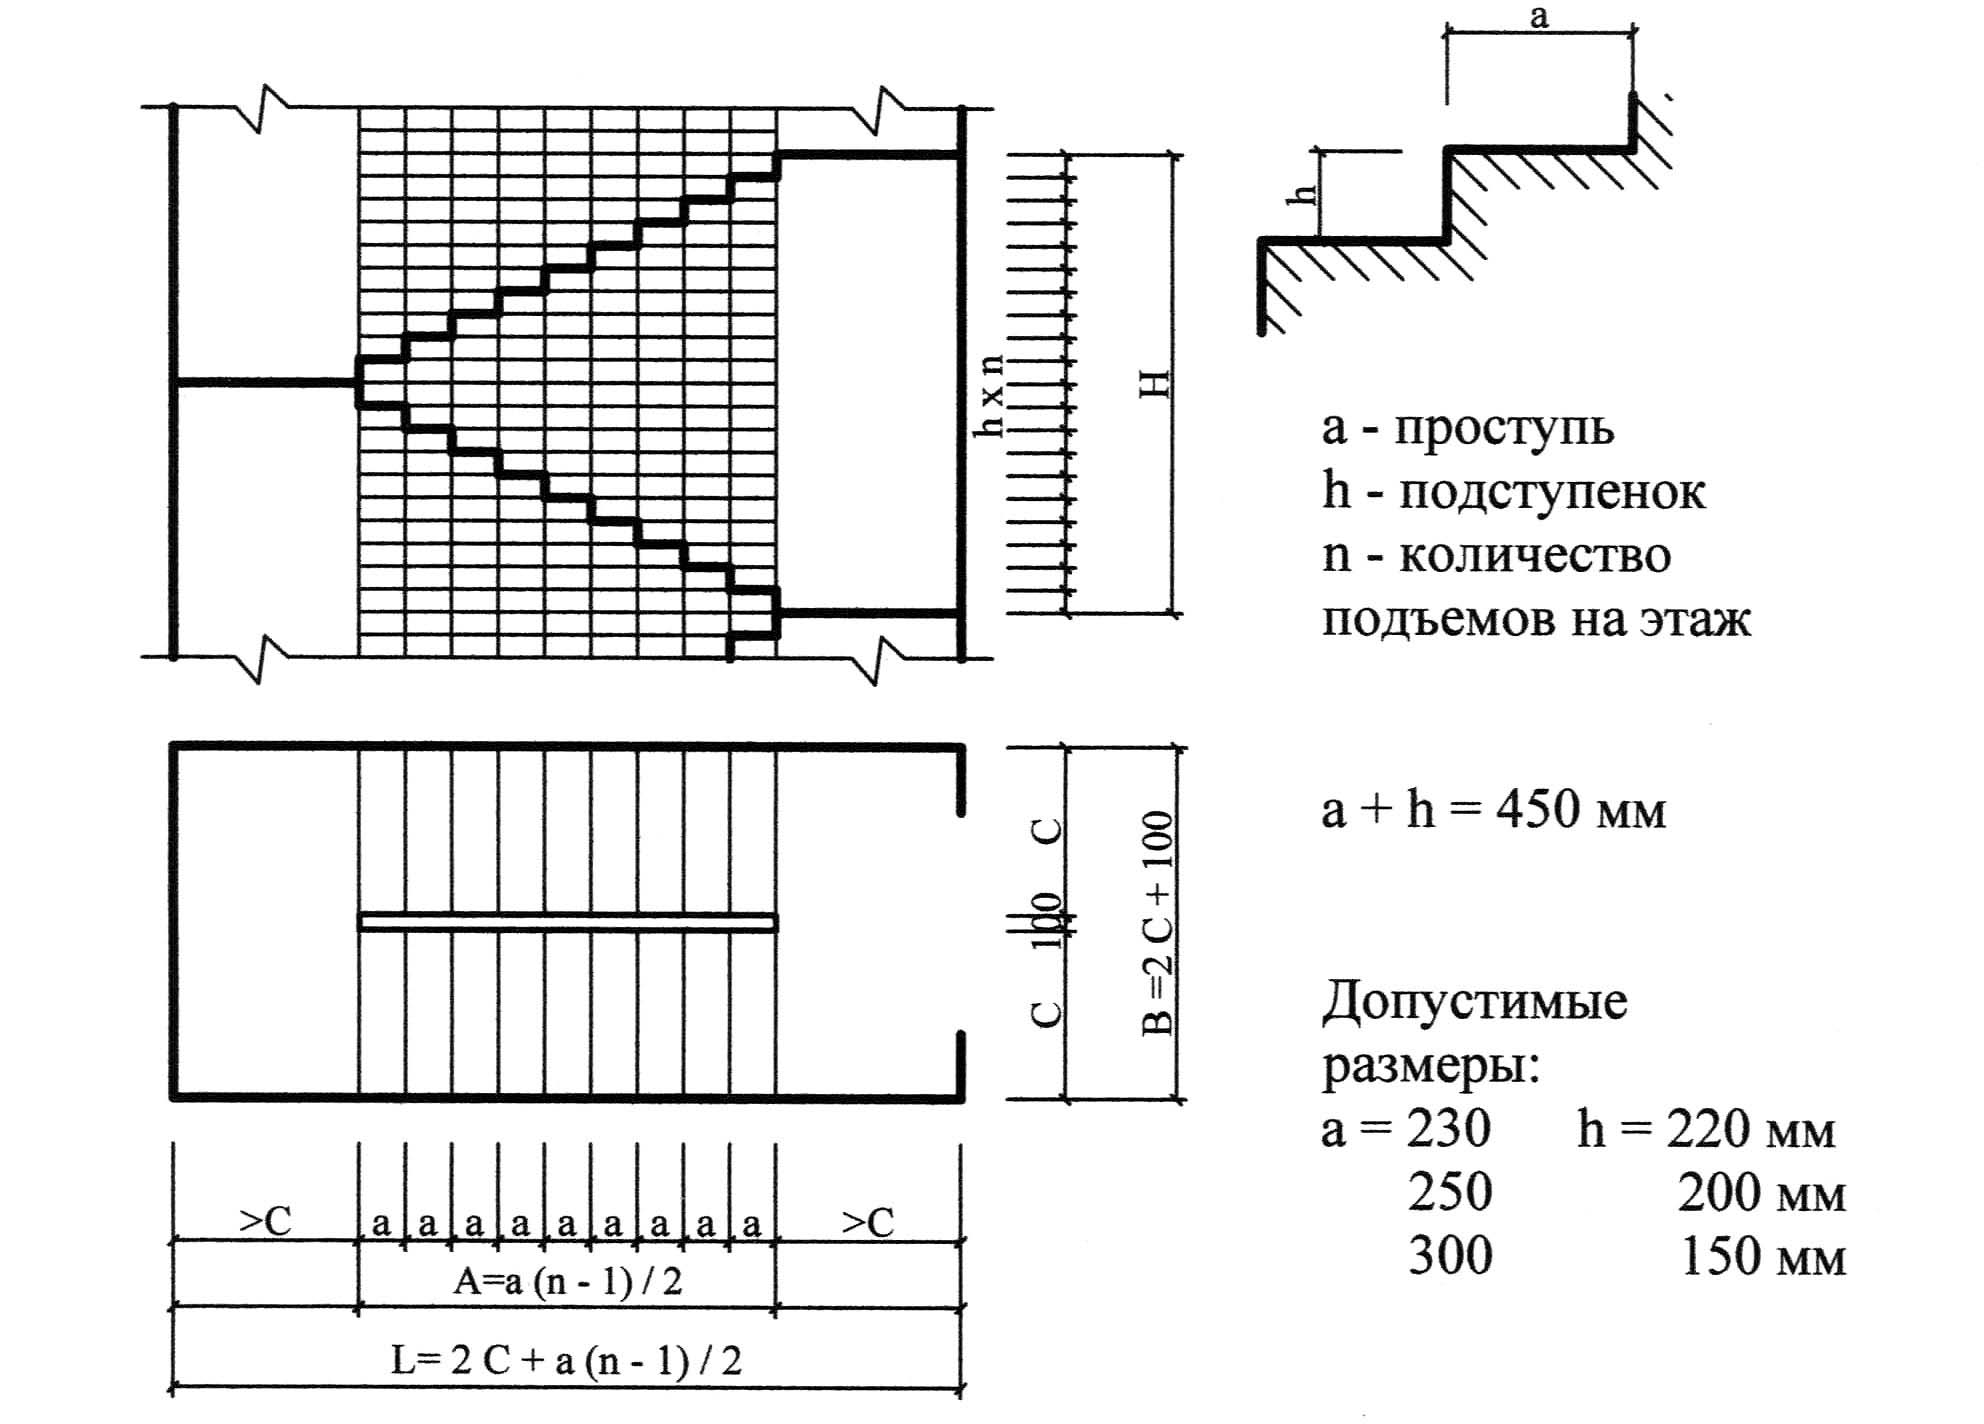 a
h
h x n
H
a - проступь
h - подступенок
n - количество
подъемов на этаж
a + h = 450 мм
C
100
C
B =2 C + 100
Допустимые
размеры:
a = 230 h = 220 мм
250 200 мм
300 150 мм
>C a a a a a a a a a >C
A=a (n - 1) / 2
L= 2 C + a (n - 1) / 2